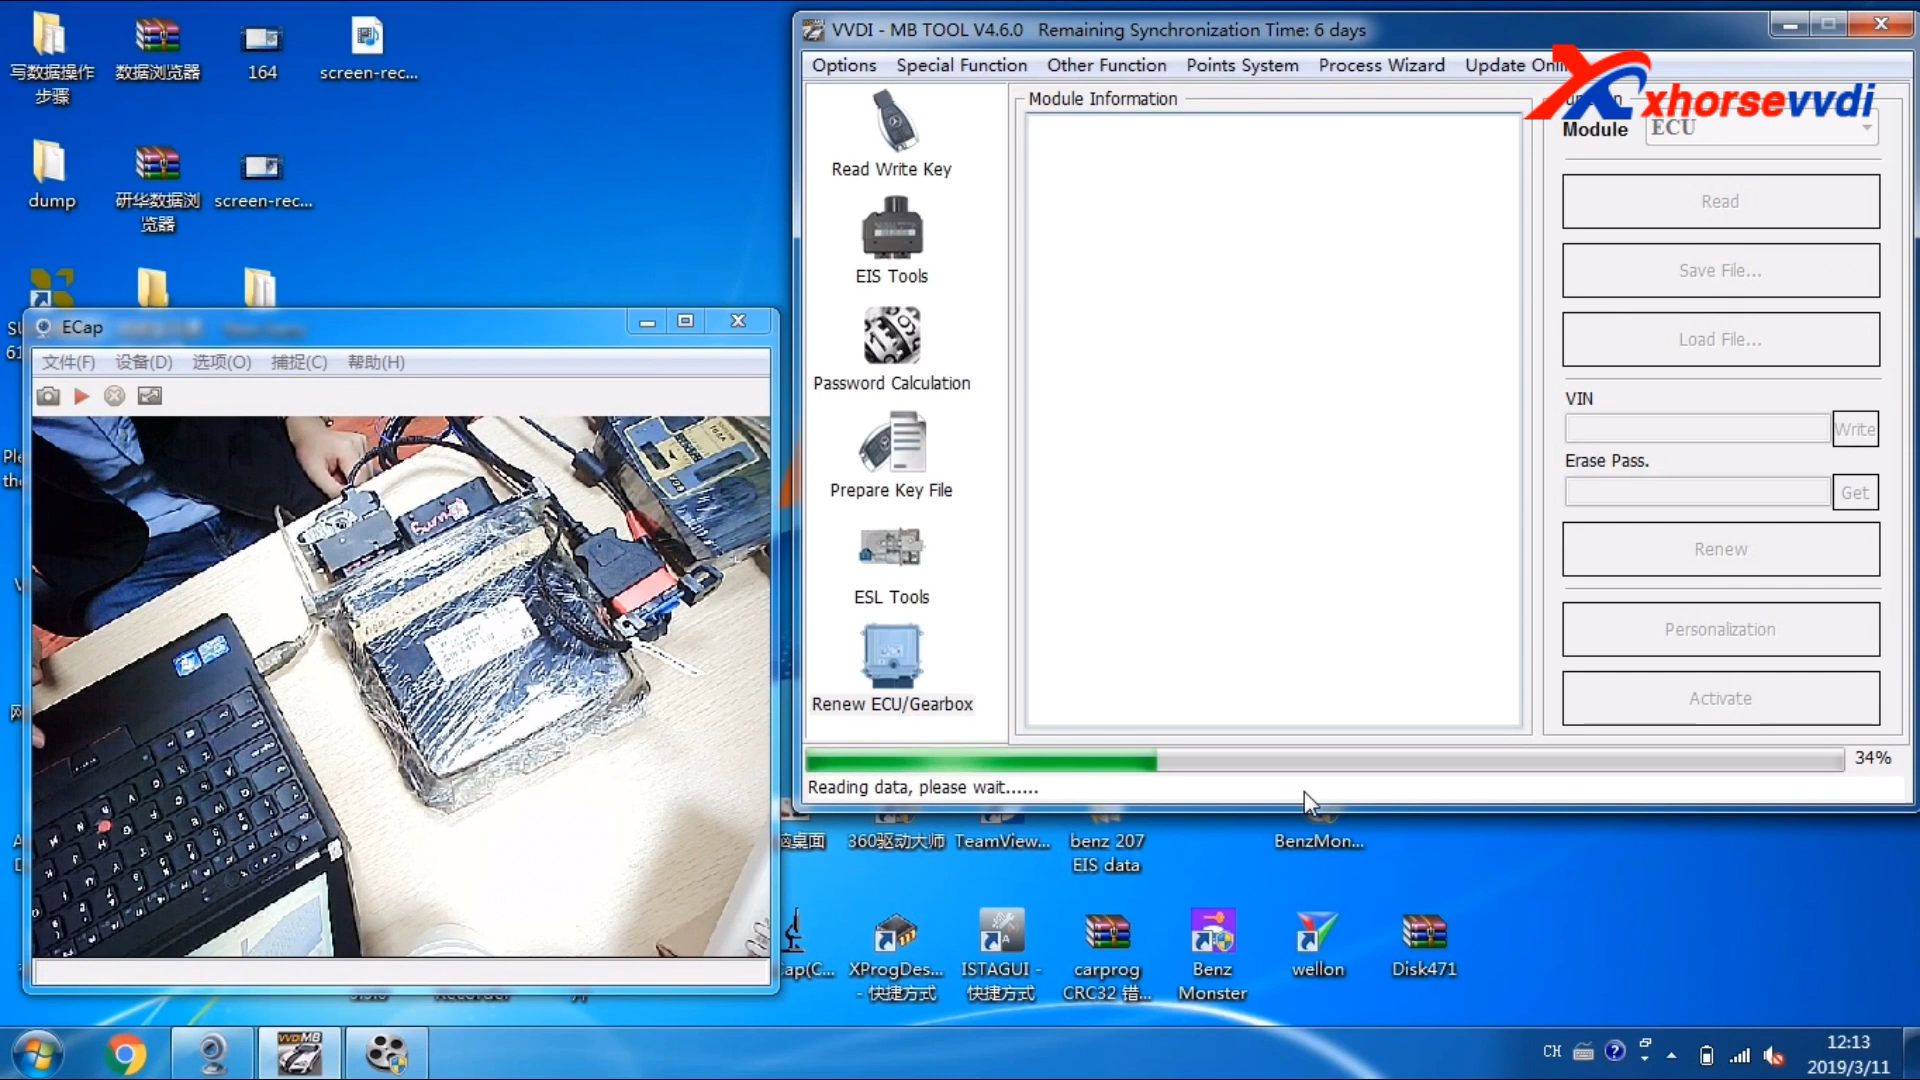 写数据操作
步骤
数据浏览器
164
screen-rec...
dump
研华数据浏
览器
screen-rec...
ECap
文件(F)
设备(D)
选项(O)
捕捉(C)
帮助(H)
VVDI - MB TOOL V4.6.0 Remaining Synchronization Time: 6 days
Options
Special Function
Other Function
Points System
Process Wizard
Update
xhorsevvdi
Read Write Key
EIS Tools
Password Calculation
Prepare Key File
ESL Tools
Renew ECU/Gearbox
Module Information
Module
ECU
Read
Save File...
Load File...
VIN
Write
Erase Pass.
Get
Renew
Personalization
Activate
34%
Reading data, please wait......
360驱动大师
TeamView...
benz 207
EIS data
BenzMon...
XProgDes...
- 快捷方式
ISTAGUI -
快捷方式
carprog
CRC32 错...
Benz
Monster
wellon
Disk471
VVDIMB
CH
12:13
2019/3/11